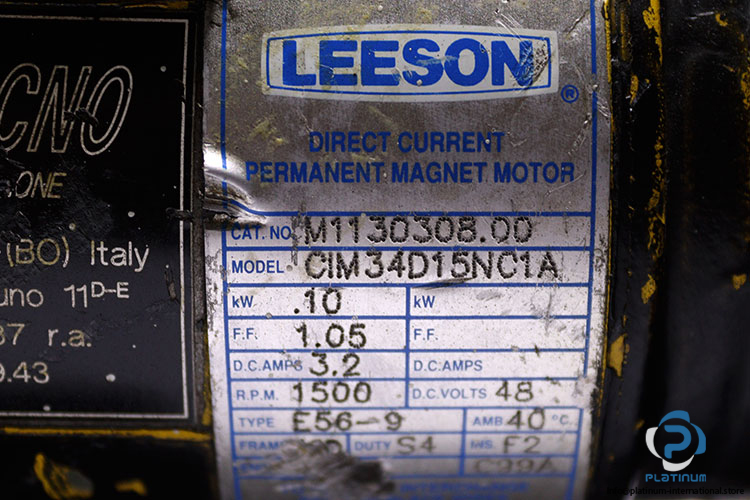 CNO
ONE
(BO) Italy
uno 11D-E
37 r.a.
9.43
LEESON
®
DIRECT CURRENT
PERMANENT MAGNET MOTOR
CAT. NO. M1130308.00
MODEL CIM34D15NC1A
kW .10 kW
F.F. 1.05 F.F.
D.C. AMPS 3.2 D.C. AMPS
R.P.M. 1500 D.C. VOLTS 48
TYPE E56-9 AMB 40 °C.
FRAME DUTY S4 INS. F2
C99A
PLATINUM